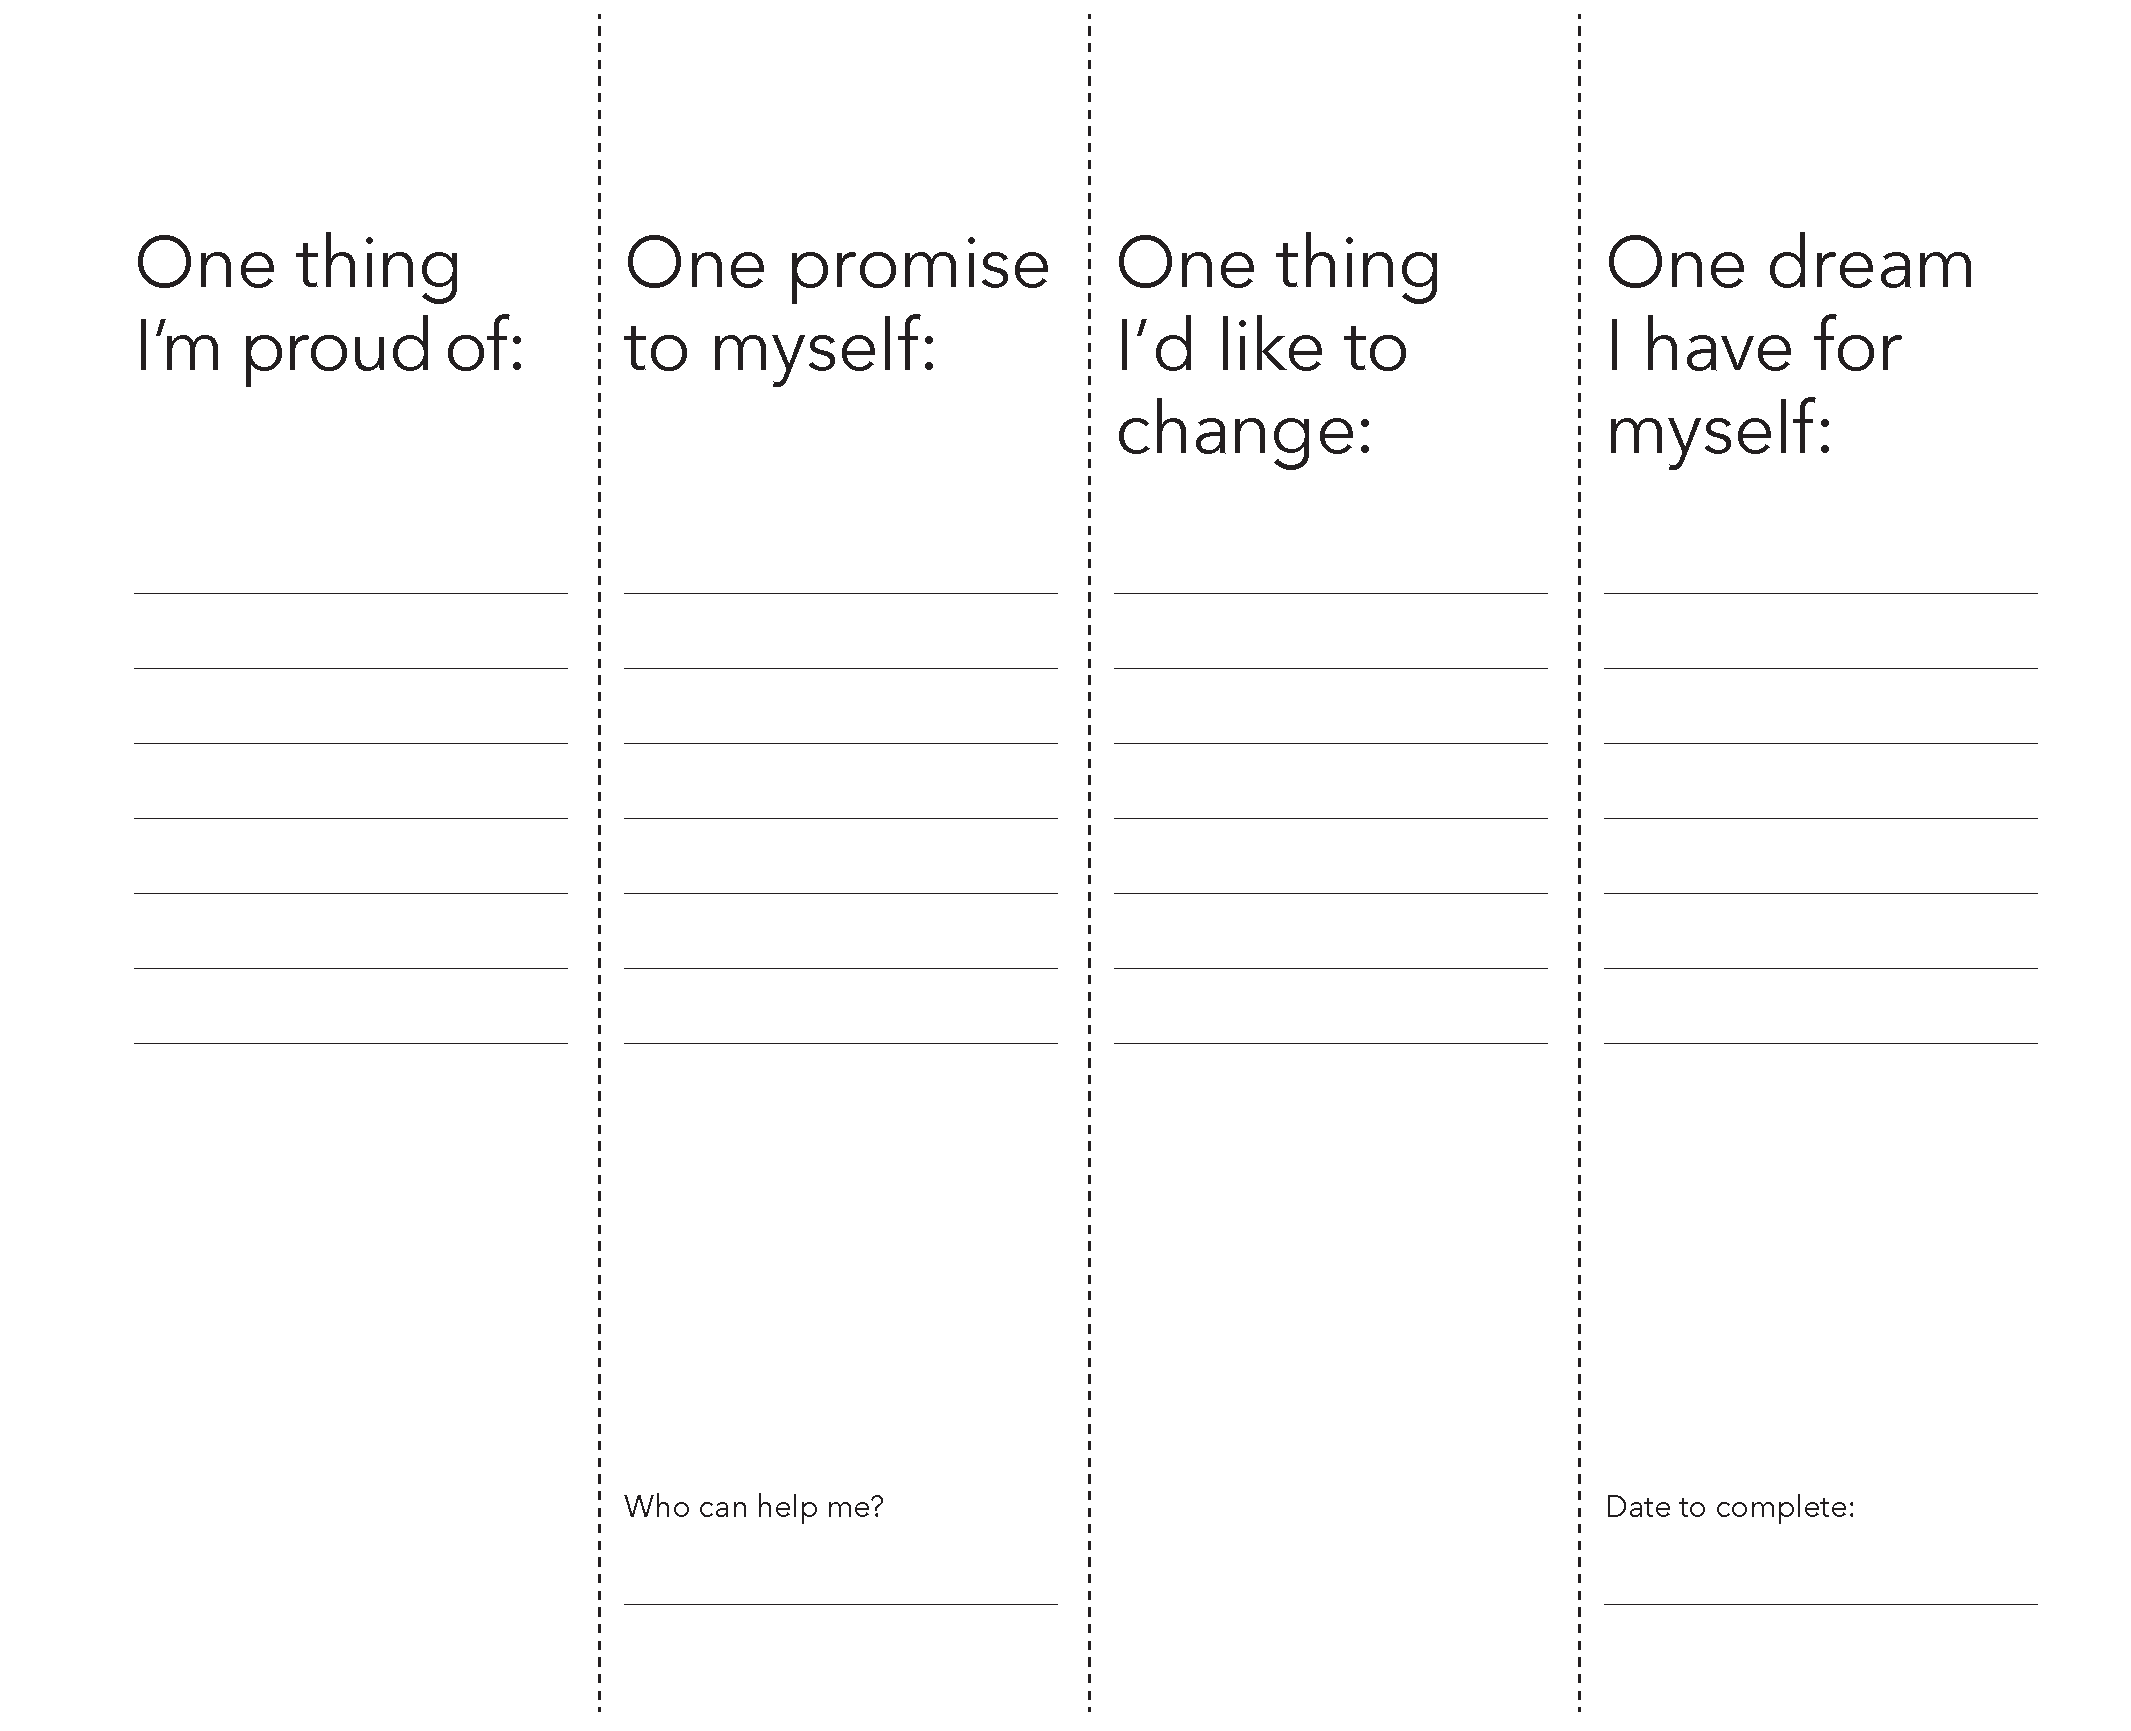 One thing
I’m proud of:
One promise
to myself:
Who can help me?
One thing
I’d like to
change:
One dream
I have for
myself:
Date to complete: